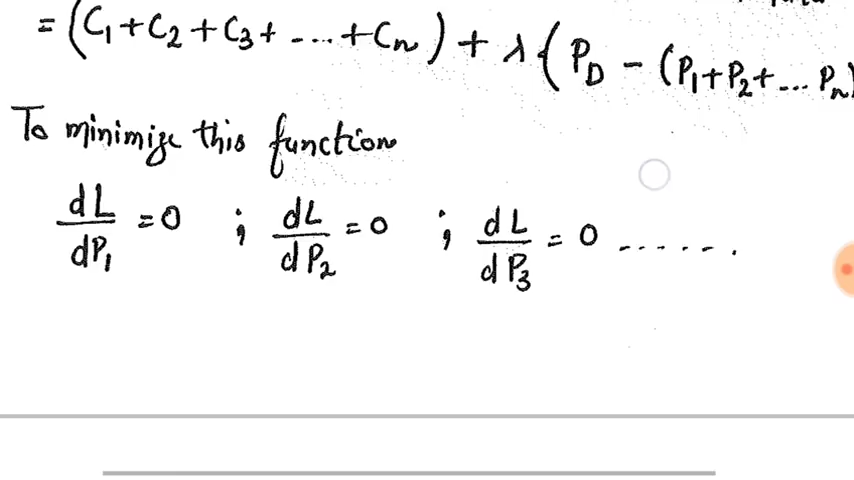 = (C₁ + C₂ + C₃ + .... + Cₙ) + λ { P_D − (P₁ + P₂ + ... Pₙ)
To minimize this function
dL/dP₁ = 0 ; dL/dP₂ = 0 ; dL/dP₃ = 0 .......